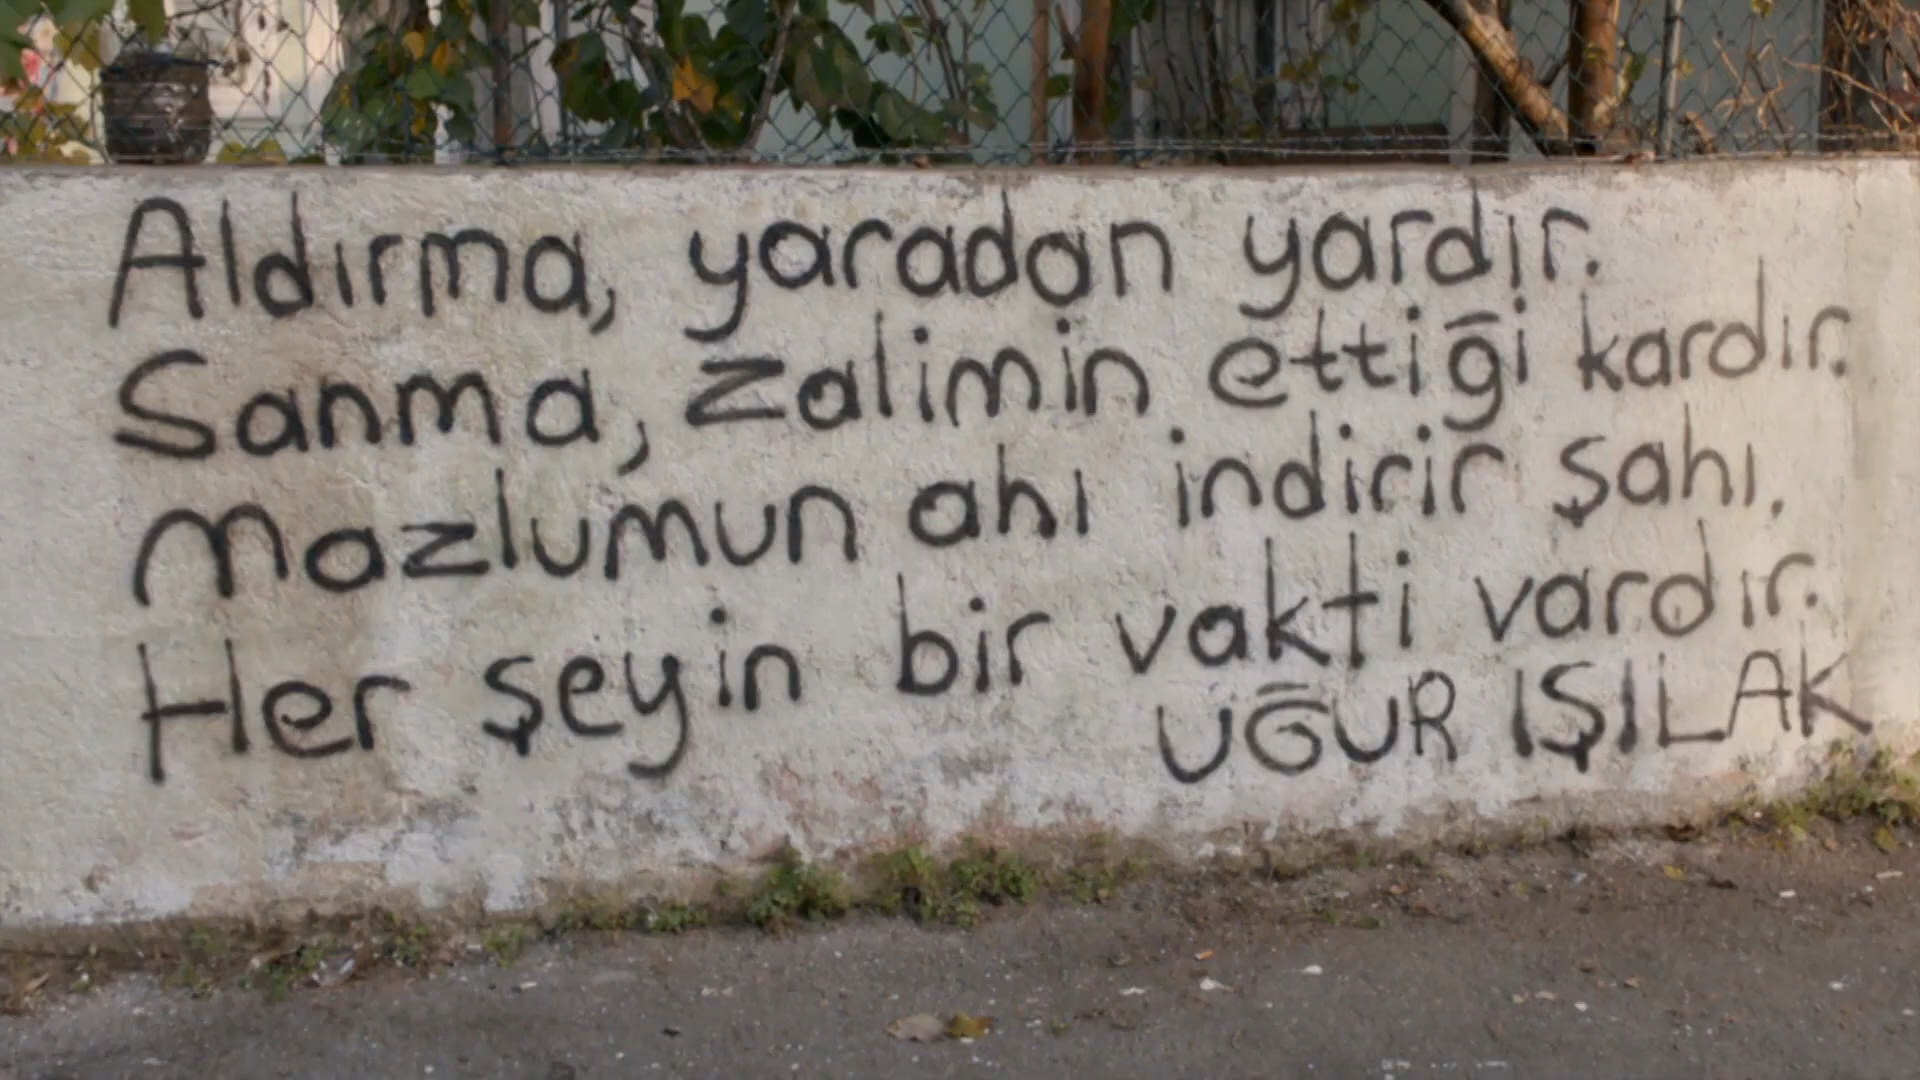 Aldırma, yaradan yardır.
Sanma, zalimin ettiği kardır.
Mazlumun ahı indirir şahı.
Her şeyin bir vakti vardır.
UĞUR IŞILAK